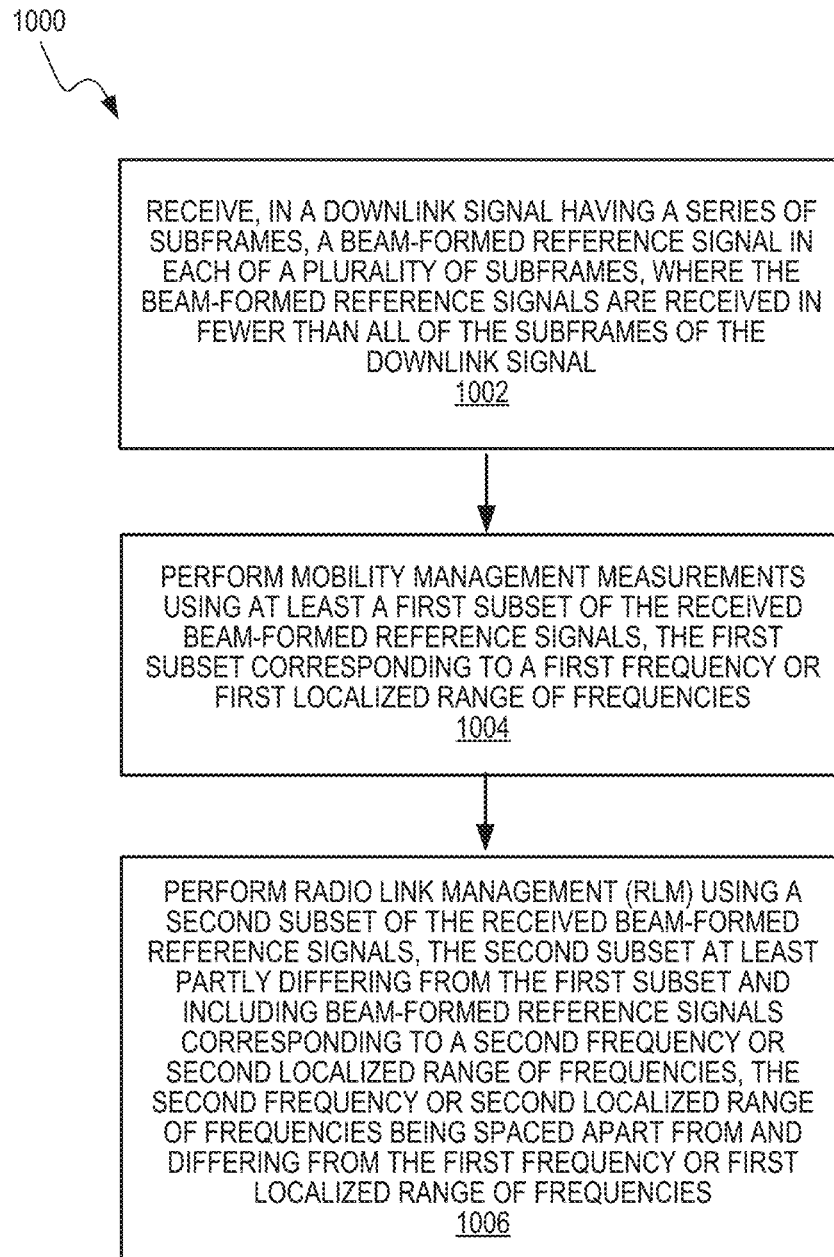 1000
RECEIVE, IN A DOWNLINK SIGNAL HAVING A SERIES OF
SUBFRAMES, A BEAM-FORMED REFERENCE SIGNAL IN
EACH OF A PLURALITY OF SUBFRAMES, WHERE THE
BEAM-FORMED REFERENCE SIGNALS ARE RECEIVED IN
FEWER THAN ALL OF THE SUBFRAMES OF THE
DOWNLINK SIGNAL
1002
PERFORM MOBILITY MANAGEMENT MEASUREMENTS
USING AT LEAST A FIRST SUBSET OF THE RECEIVED
BEAM-FORMED REFERENCE SIGNALS, THE FIRST
SUBSET CORRESPONDING TO A FIRST FREQUENCY OR
FIRST LOCALIZED RANGE OF FREQUENCIES
1004
PERFORM RADIO LINK MANAGEMENT (RLM) USING A
SECOND SUBSET OF THE RECEIVED BEAM-FORMED
REFERENCE SIGNALS, THE SECOND SUBSET AT LEAST
PARTLY DIFFERING FROM THE FIRST SUBSET AND
INCLUDING BEAM-FORMED REFERENCE SIGNALS
CORRESPONDING TO A SECOND FREQUENCY OR
SECOND LOCALIZED RANGE OF FREQUENCIES, THE
SECOND FREQUENCY OR SECOND LOCALIZED RANGE
OF FREQUENCIES BEING SPACED APART FROM AND
DIFFERING FROM THE FIRST FREQUENCY OR FIRST
LOCALIZED RANGE OF FREQUENCIES
1006